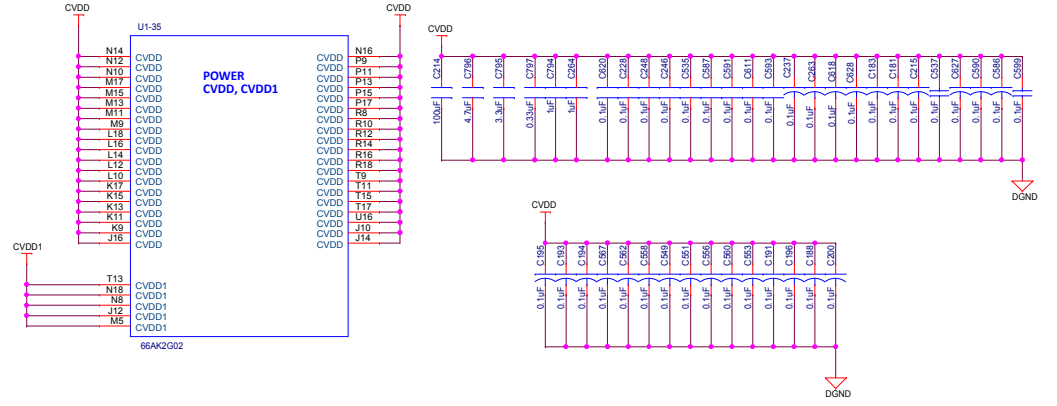 CVDD
CVDD
U1-35
POWER
CVDD, CVDD1
N14 CVDD
N12 CVDD
N10 CVDD
M17 CVDD
M15 CVDD
M13 CVDD
M11 CVDD
M9 CVDD
L18 CVDD
L16 CVDD
L14 CVDD
L12 CVDD
L10 CVDD
K17 CVDD
K15 CVDD
K13 CVDD
K11 CVDD
K9 CVDD
J16 CVDD
CVDD N16
CVDD P9
CVDD P11
CVDD P13
CVDD P15
CVDD P17
CVDD R8
CVDD R10
CVDD R12
CVDD R14
CVDD R16
CVDD R18
CVDD T9
CVDD T11
CVDD T15
CVDD T17
CVDD U16
CVDD J10
CVDD J14
CVDD1
T13 CVDD1
N18 CVDD1
N8 CVDD1
J12 CVDD1
M5 CVDD1
66AK2G02
CVDD
C214 100uF
C796 4.7uF
C795 3.3uF
C797 0.33uF
C794 1uF
C264 1uF
C620 0.1uF
C228 0.1uF
C248 0.1uF
C246 0.1uF
C535 0.1uF
C587 0.1uF
C591 0.1uF
C611 0.1uF
C593 0.1uF
C237 0.1uF
C263 0.1uF
C618 0.1uF
C628 0.1uF
C183 0.1uF
C181 0.1uF
C215 0.1uF
C537 0.1uF
C627 0.1uF
C590 0.1uF
C586 0.1uF
C599 0.1uF
DGND
CVDD
C195 0.1uF
C193 0.1uF
C194 0.1uF
C567 0.1uF
C562 0.1uF
C558 0.1uF
C549 0.1uF
C551 0.1uF
C556 0.1uF
C560 0.1uF
C553 0.1uF
C191 0.1uF
C196 0.1uF
C188 0.1uF
C200 0.1uF
DGND